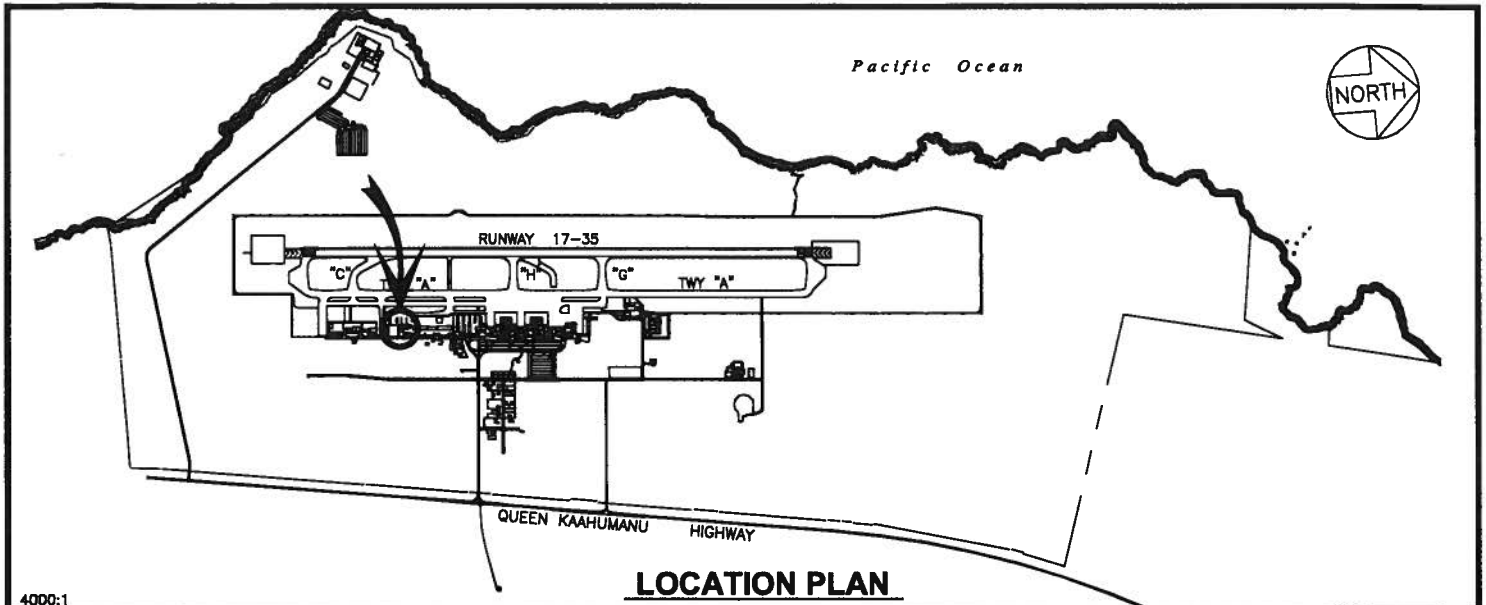 Pacific Ocean
NORTH
RUNWAY 17-35
"C"
"A"
"H"
"G"
TWY "A"
QUEEN KAAHUMANU HIGHWAY
LOCATION PLAN
4000:1